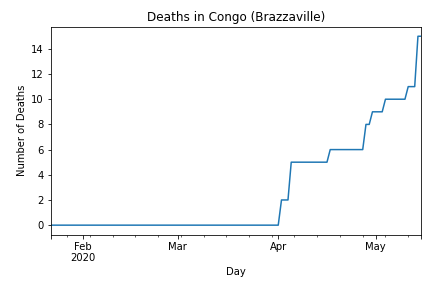 Deaths in Congo (Brazzaville)
14
12
10
8
6
4
2
0
Number of Deaths
Feb
2020
Mar
Apr
May
Day